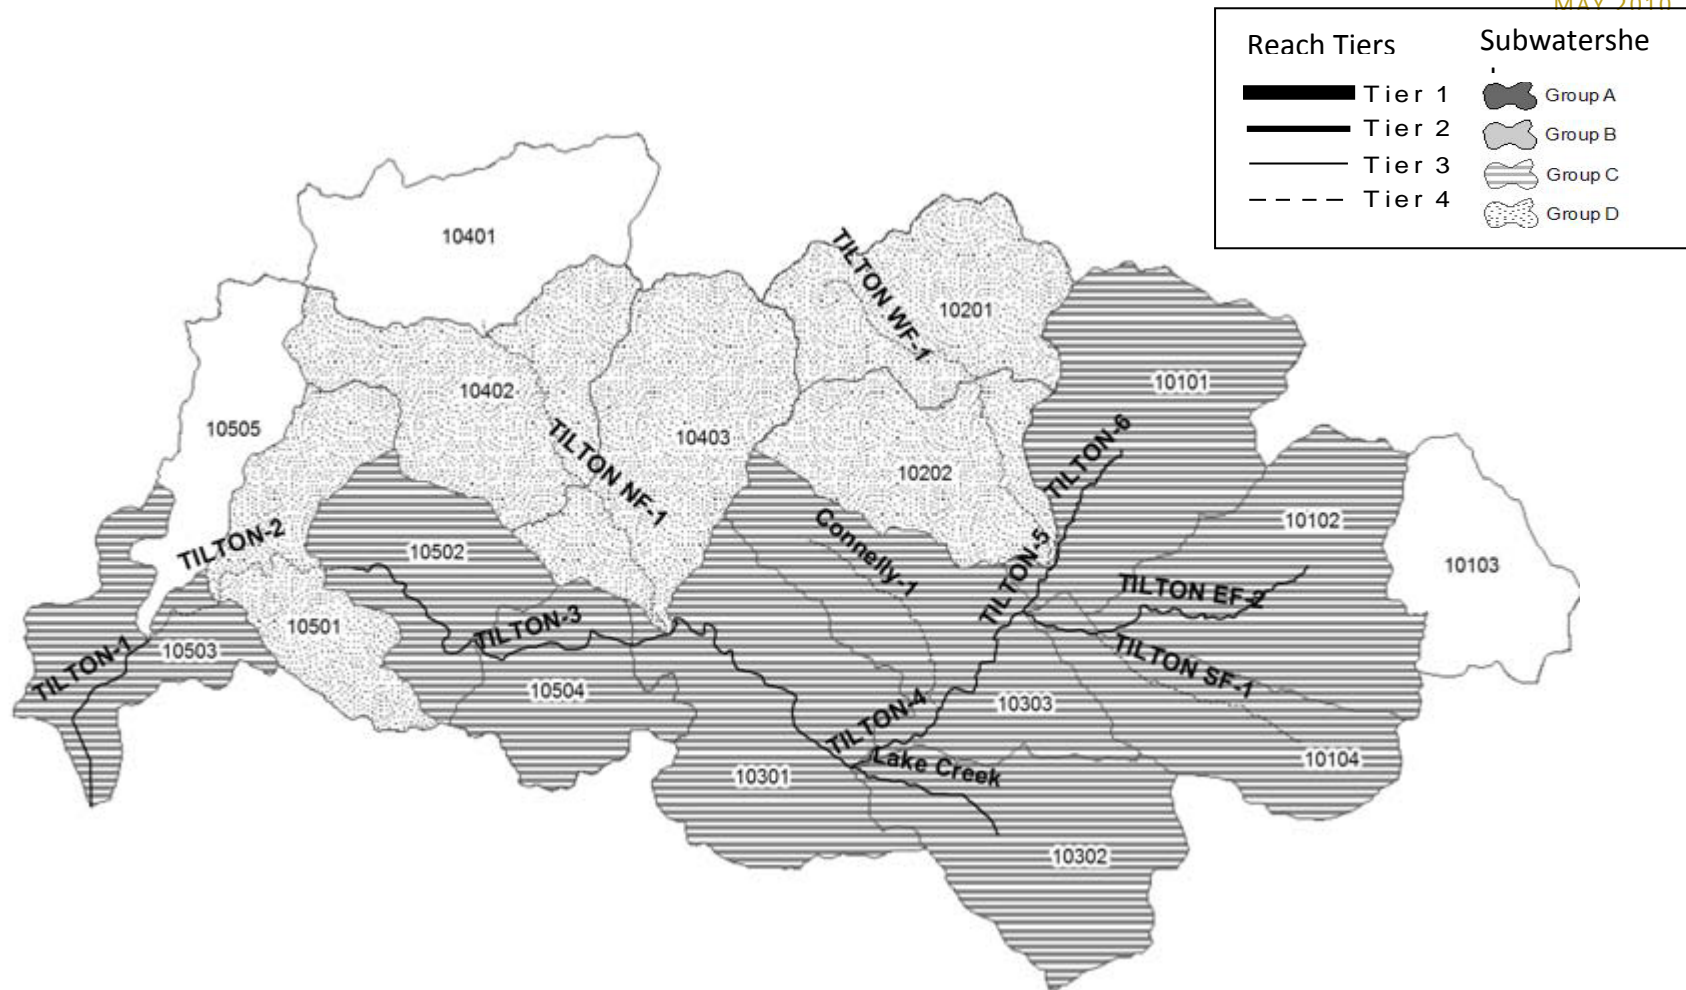 MAY 2010
Reach Tiers
Subwatershe
Tier 1
Group A
Tier 2
Group B
Tier 3
Group C
Tier 4
Group D
10401
TILTON WF-1
10201
10101
10402
10505
10403
TILTON-6
10202
TILTON NF-1
TILTON-2
10502
Connelly-1
TILTON-5
10102
10103
TILTON EF-2
TILTON-3
10501
TILTON-1
10503
TILTON SF-1
10504
TILTON-4
10303
10104
Lake Creek
10301
10302